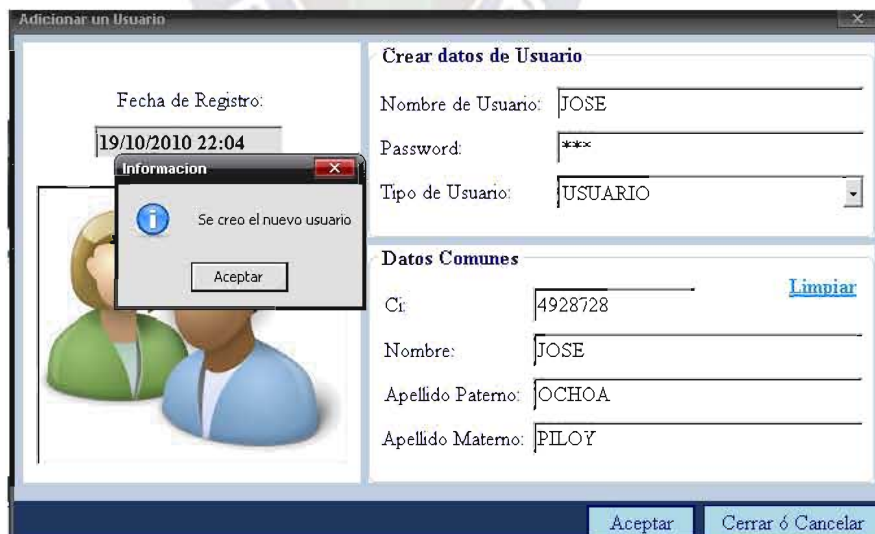 Adicionar un Usuario
Fecha de Registro:
19/10/2010 22:04
Informacion
Se creo el nuevo usuario
Aceptar
Crear datos de Usuario
Nombre de Usuario: JOSE
Password: ***
Tipo de Usuario: USUARIO
Datos Comunes
Limpiar
Ci: 4928728
Nombre: JOSE
Apellido Paterno: OCHOA
Apellido Materno: PILOY
Aceptar
Cerrar ó Cancelar